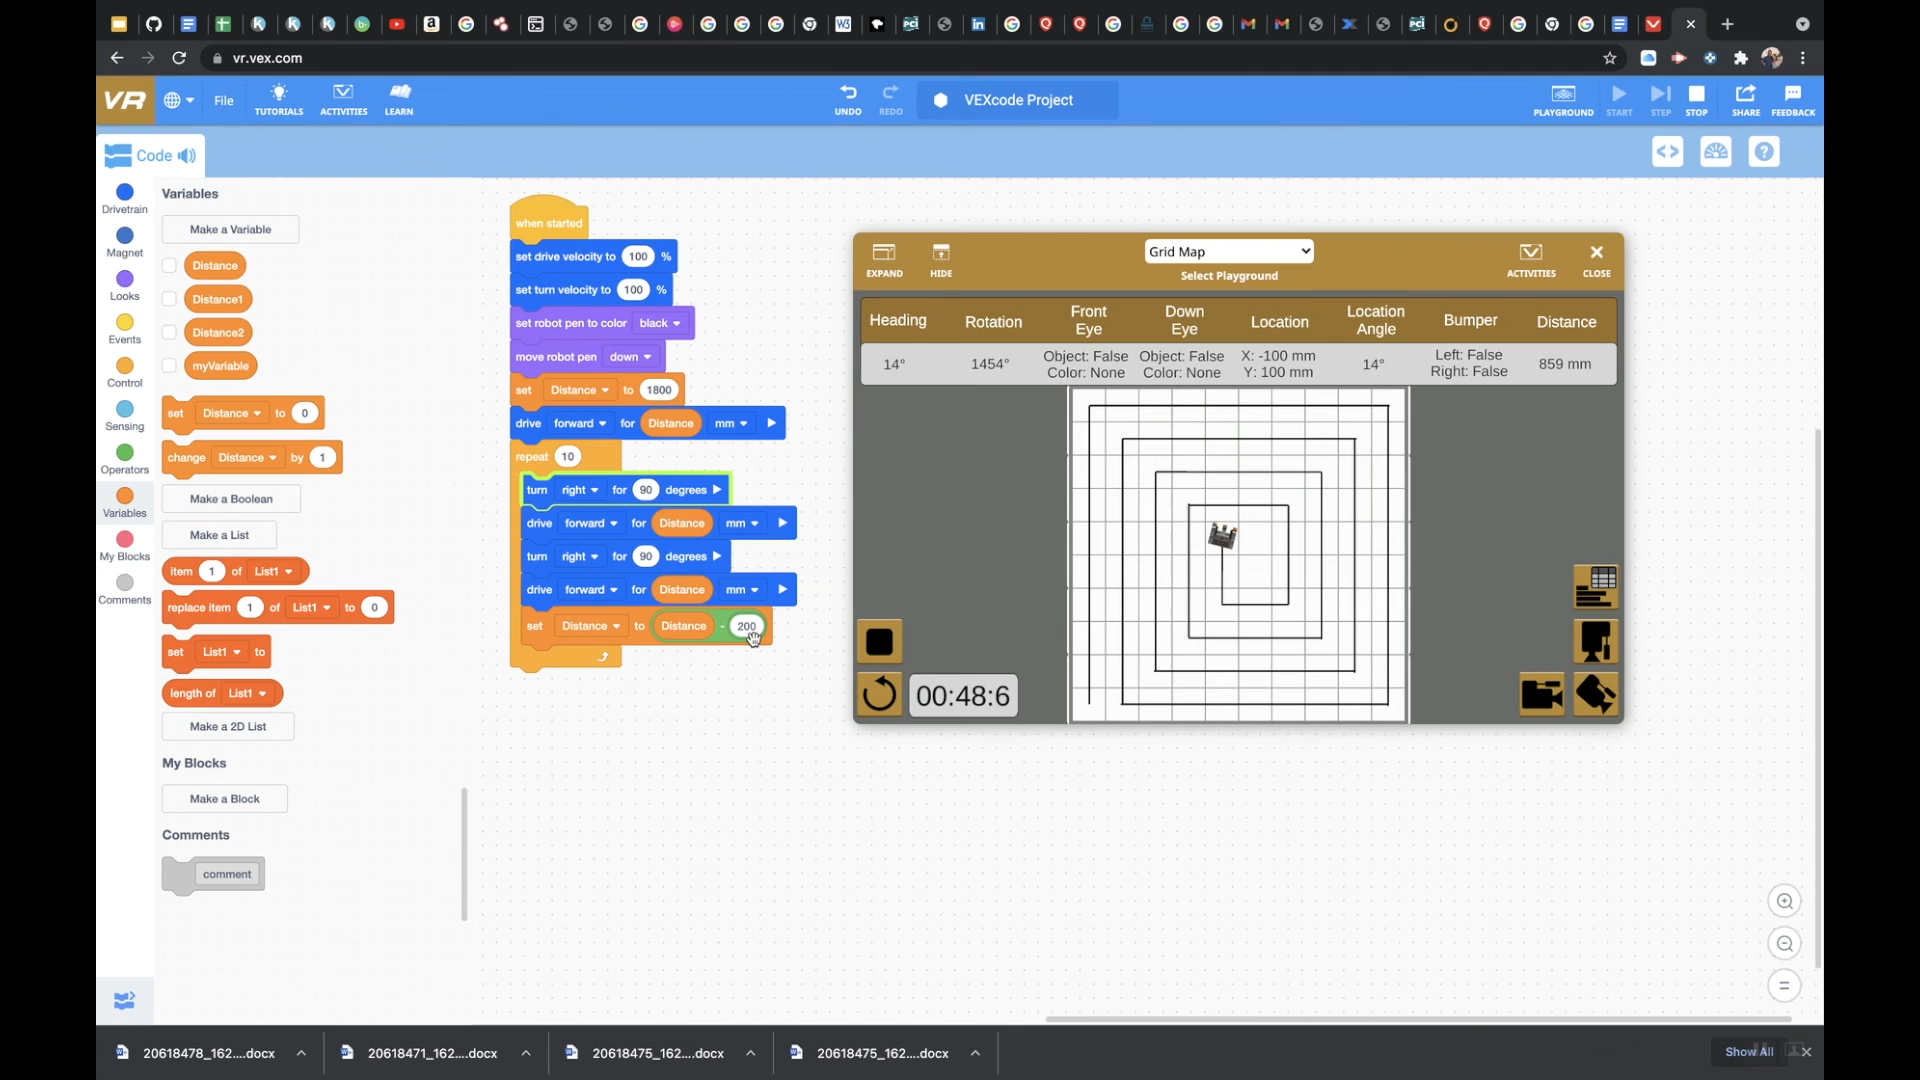 vr.vex.com
VR
File
TUTORIALS
ACTIVITIES
LEARN
UNDO
REDO
VEXcode Project
PLAYGROUND
START
STEP
STOP
SHARE
FEEDBACK
Code
Drivetrain
Magnet
Looks
Events
Control
Sensing
Operators
Variables
My Blocks
Comments
Variables
Make a Variable
Distance
Distance1
Distance2
myVariable
set Distance to 0
change Distance by 1
Make a Boolean
Make a List
item 1 of List1
replace item 1 of List1 to 0
set List1 to
length of List1
Make a 2D List
My Blocks
Make a Block
Comments
comment
when started
set drive velocity to 100 %
set turn velocity to 100 %
set robot pen to color black
move robot pen down
set Distance to 1800
drive forward for Distance mm
repeat 10
turn right for 90 degrees
drive forward for Distance mm
turn right for 90 degrees
drive forward for Distance mm
set Distance to Distance - 200
EXPAND
HIDE
Grid Map
Select Playground
ACTIVITIES
CLOSE
Heading Rotation Front Eye Down Eye Location Location Angle Bumper Distance
14° 1454° Object: False Object: False X: -100 mm 14° Left: False 859 mm
Color: None Color: None Y: 100 mm Right: False
00:48:6
20618478_162....docx
20618471_162....docx
20618475_162....docx
20618475_162....docx
Show All